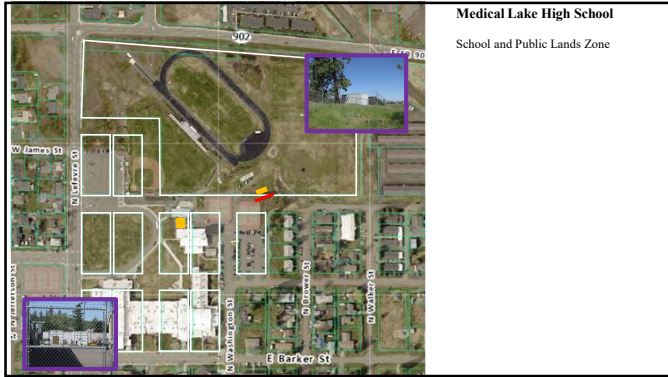 Medical Lake High School
School and Public Lands Zone
902
W James St
N Lefevre St
N Washington St
N Brower St
N Walker St
E Barker St